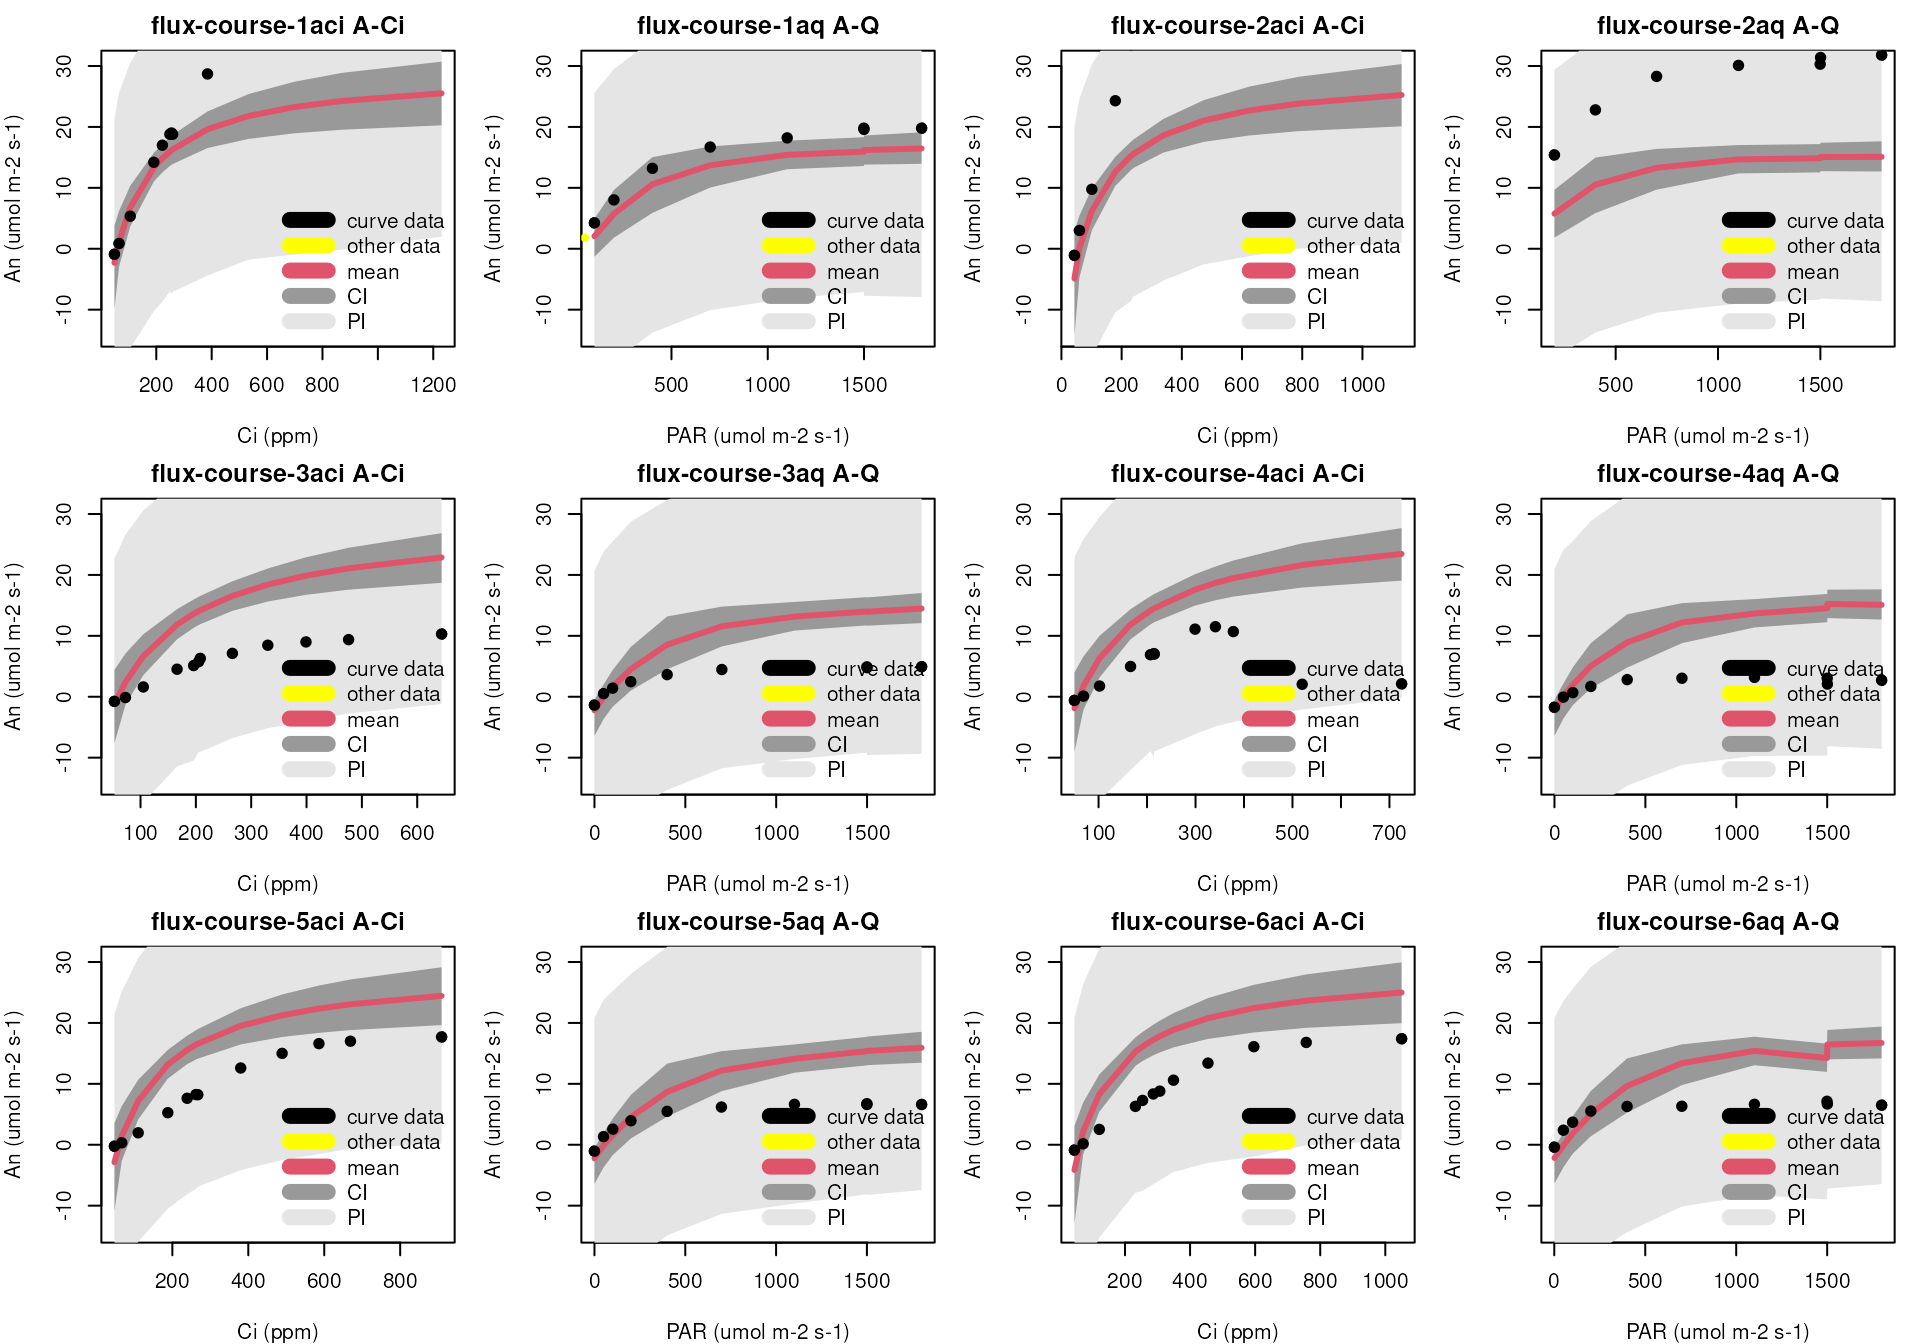 flux-course-1aci A-Ci
An (umol m-2 s-1)
30
20
10
0
-10
curve data
other data
mean
CI
PI
200 400 600 800 1200
Ci (ppm)
flux-course-1aq A-Q
An (umol m-2 s-1)
30
20
10
0
-10
curve data
other data
mean
CI
PI
500 1000 1500
PAR (umol m-2 s-1)
flux-course-2aci A-Ci
An (umol m-2 s-1)
30
20
10
0
-10
curve data
other data
mean
CI
PI
0 200 400 600 800 1000
Ci (ppm)
flux-course-2aq A-Q
An (umol m-2 s-1)
30
20
10
0
-10
curve data
other data
mean
CI
PI
500 1000 1500
PAR (umol m-2 s-1)
flux-course-3aci A-Ci
An (umol m-2 s-1)
30
20
10
0
-10
curve data
other data
mean
CI
PI
100 200 300 400 500 600
Ci (ppm)
flux-course-3aq A-Q
An (umol m-2 s-1)
30
20
10
0
-10
curve data
other data
mean
CI
PI
0 500 1000 1500
PAR (umol m-2 s-1)
flux-course-4aci A-Ci
An (umol m-2 s-1)
30
20
10
0
-10
curve data
other data
mean
CI
PI
100 300 500 700
Ci (ppm)
flux-course-4aq A-Q
An (umol m-2 s-1)
30
20
10
0
-10
curve data
other data
mean
CI
PI
0 500 1000 1500
PAR (umol m-2 s-1)
flux-course-5aci A-Ci
An (umol m-2 s-1)
30
20
10
0
-10
curve data
other data
mean
CI
PI
200 400 600 800
Ci (ppm)
flux-course-5aq A-Q
An (umol m-2 s-1)
30
20
10
0
-10
curve data
other data
mean
CI
PI
0 500 1000 1500
PAR (umol m-2 s-1)
flux-course-6aci A-Ci
An (umol m-2 s-1)
30
20
10
0
-10
curve data
other data
mean
CI
PI
200 400 600 800 1000
Ci (ppm)
flux-course-6aq A-Q
An (umol m-2 s-1)
30
20
10
0
-10
curve data
other data
mean
CI
PI
0 500 1000 1500
PAR (umol m-2 s-1)